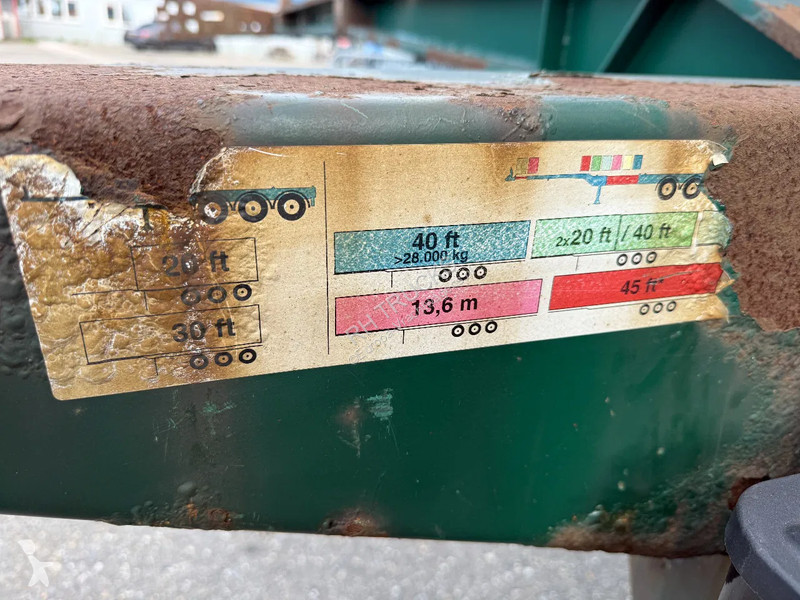 20 ft
30 ft
40 ft
>28.000 kg
2x20 ft / 40 ft
13,6 m
45 ft*